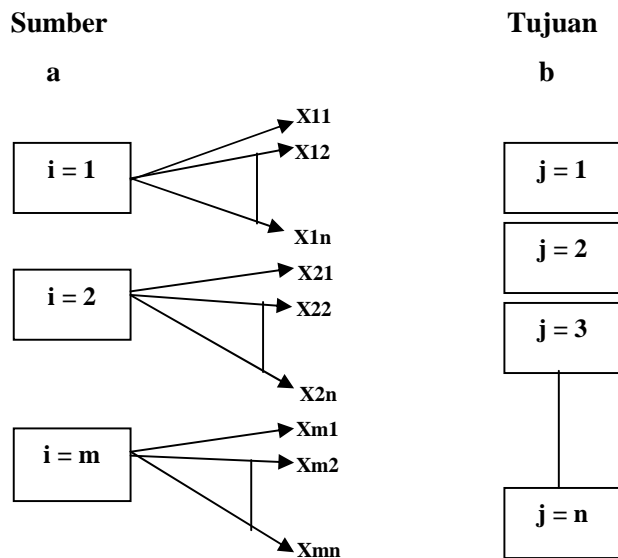 Sumber
Tujuan
a
b
X11
X12
i = 1
X1n
X21
i = 2
X22
X2n
Xm1
i = m
Xm2
Xmn
j = 1
j = 2
j = 3
j = n